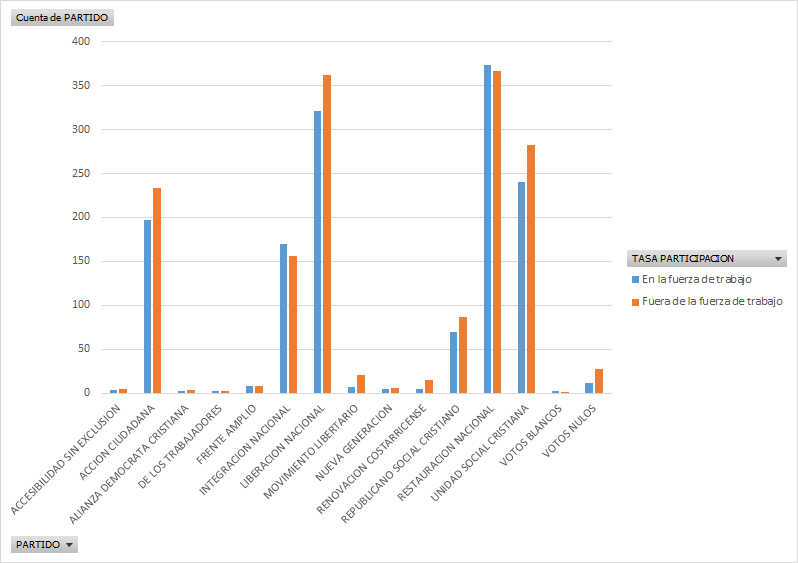 Cuenta de PARTIDO
400
350
300
250
200
150
100
50
0
ACCESIBILIDAD SIN EXCLUSION
ACCION CIUDADANA
ALIANZA DEMOCRATA CRISTIANA
DE LOS TRABAJADORES
FRENTE AMPLIO
INTEGRACION NACIONAL
LIBERACION NACIONAL
MOVIMIENTO LIBERTARIO
NUEVA GENERACION
RENOVACION COSTARRICENSE
REPUBLICANO SOCIAL CRISTIANO
RESTAURACION NACIONAL
UNIDAD SOCIAL CRISTIANA
VOTOS BLANCOS
VOTOS NULOS
TASA PARTICIPACION
En la fuerza de trabajo
Fuera de la fuerza de trabajo
PARTIDO